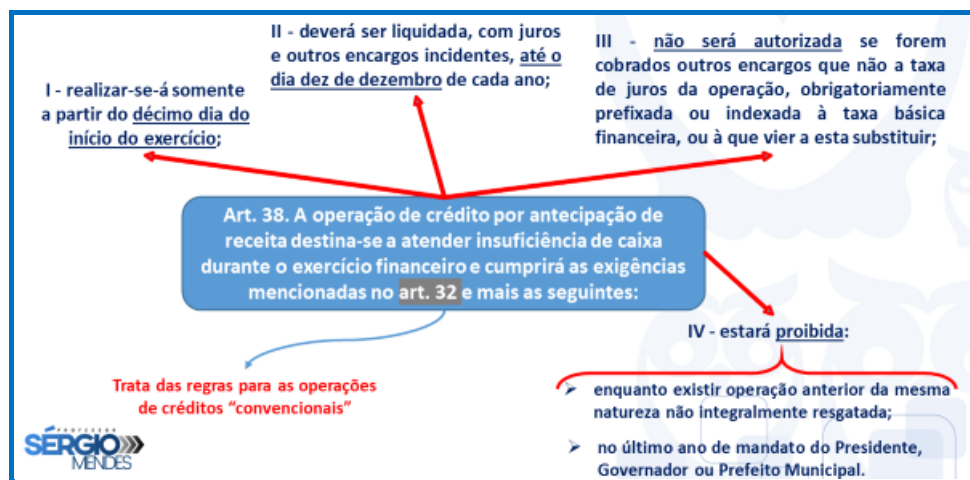 I - realizar-se-á somente
a partir do décimo dia do
início do exercício;
II - deverá ser liquidada, com juros
e outros encargos incidentes, até o
dia dez de dezembro de cada ano;
III - não será autorizada se forem
cobrados outros encargos que não a taxa
de juros da operação, obrigatoriamente
prefixada ou indexada à taxa básica
financeira, ou à que vier a esta substituir;
Art. 38. A operação de crédito por antecipação de
receita destina-se a atender insuficiência de caixa
durante o exercício financeiro e cumprirá as exigências
mencionadas no art. 32 e mais as seguintes:
Trata das regras para as operações
de créditos “convencionais”
IV - estará proibida:
➢ enquanto existir operação anterior da mesma
natureza não integralmente resgatada;
➢ no último ano de mandato do Presidente,
Governador ou Prefeito Municipal.
PROFESSOR
SÉRGIO
MENDES